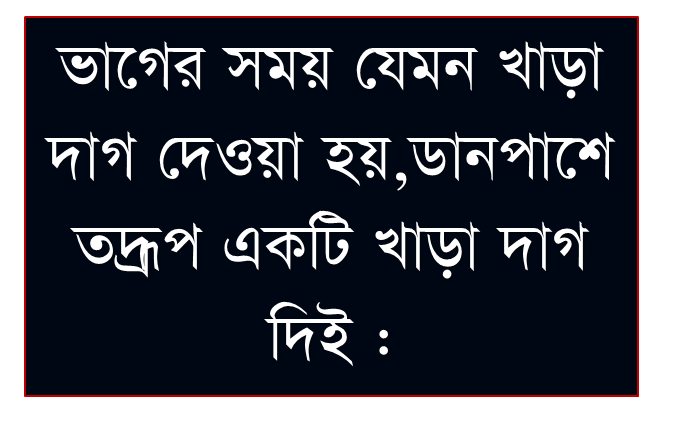 ভাগের সময় যেমন খাড়া
দাগ দেওয়া হয়,ডানপাশে
তদ্রূপ একটি খাড়া দাগ
দিই :